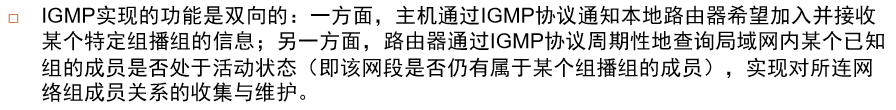 IGMP实现的功能是双向的：一方面，主机通过IGMP协议通知本地路由器希望加入并接收
某个特定组播组的信息；另一方面，路由器通过IGMP协议周期性地查询局域网内某个已知
组的成员是否处于活动状态（即该网段是否仍有属于某个组播组的成员），实现对所连网
络组成员关系的收集与维护。